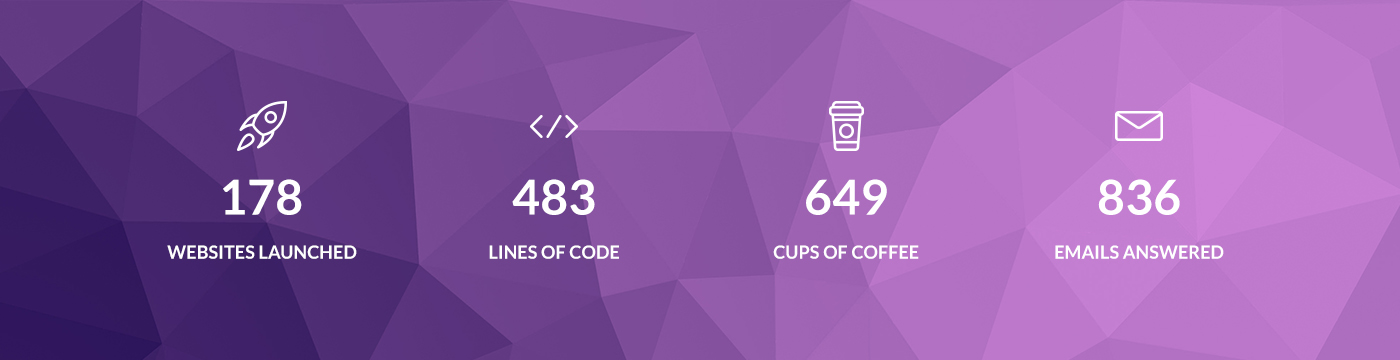 178
WEBSITES LAUNCHED
483
LINES OF CODE
649
CUPS OF COFFEE
836
EMAILS ANSWERED